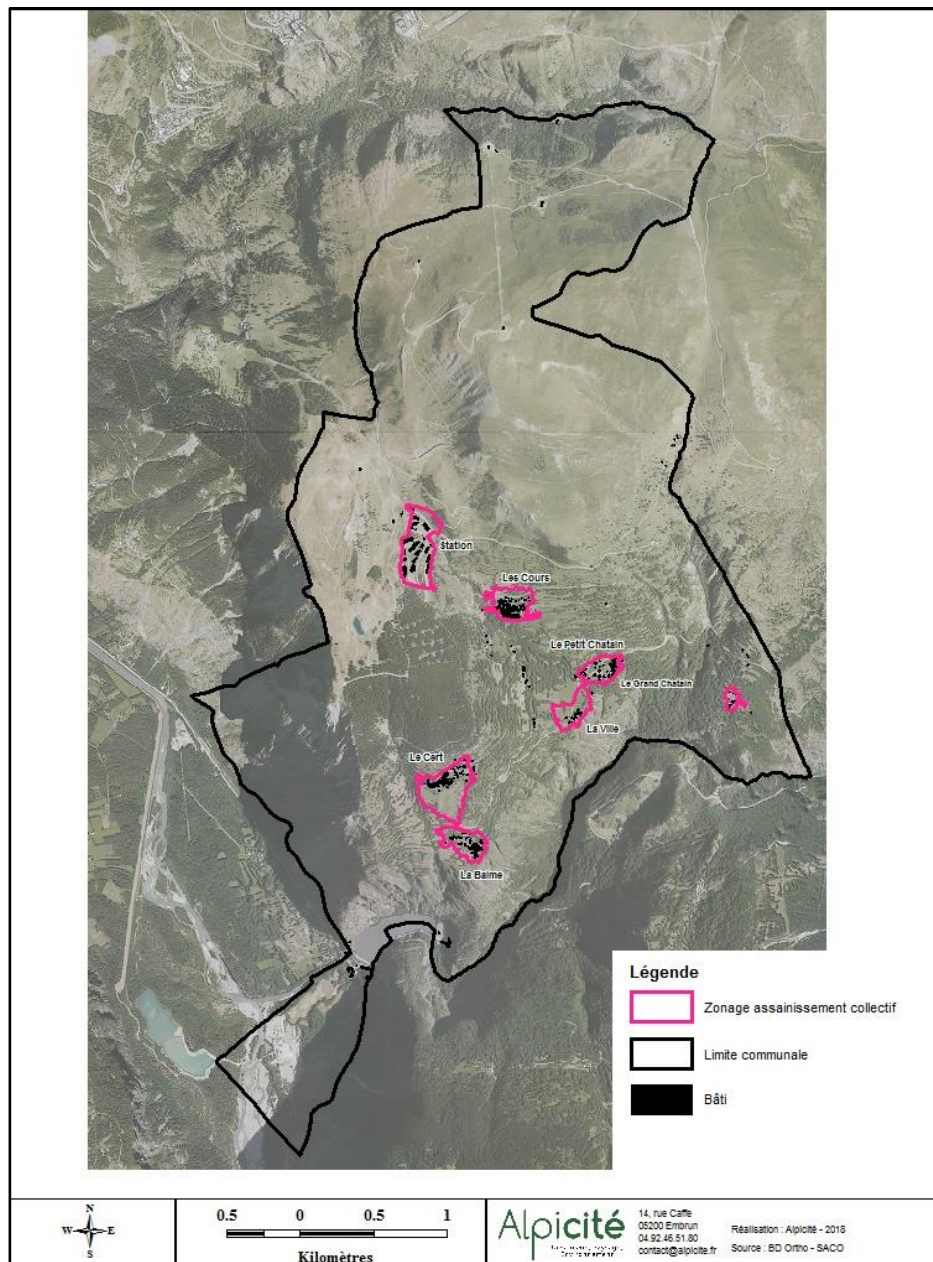 Station
Les Cours
Le Petit Chatain
Le Grand Chatain
La Ville
Le Cert
La Balme
Légende
Zonage assainissement collectif
Limite communale
Bâti
N
W E
S
0.5 0 0.5 1
Kilomètres
Alpicité
14, rue Caffe
05200 Embrun
04.92.46.51.80
contact@alpicite.fr
Réalisation : Alpicité - 2018
Source : BD Ortho - SACO